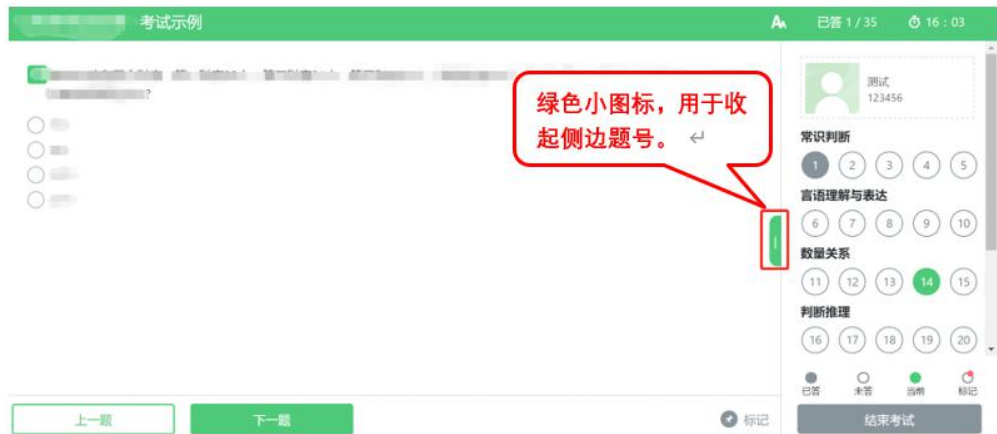 考试示例
已答 1 / 35
16 : 03
?
绿色小图标，用于收
起侧边题号。
测试
123456
常识判断
1 2 3 4 5
言语理解与表达
6 7 8 9 10
数量关系
11 12 13 14 15
判断推理
16 17 18 19 20
已答 未答 当前 标记
上一题
下一题
标记
结束考试